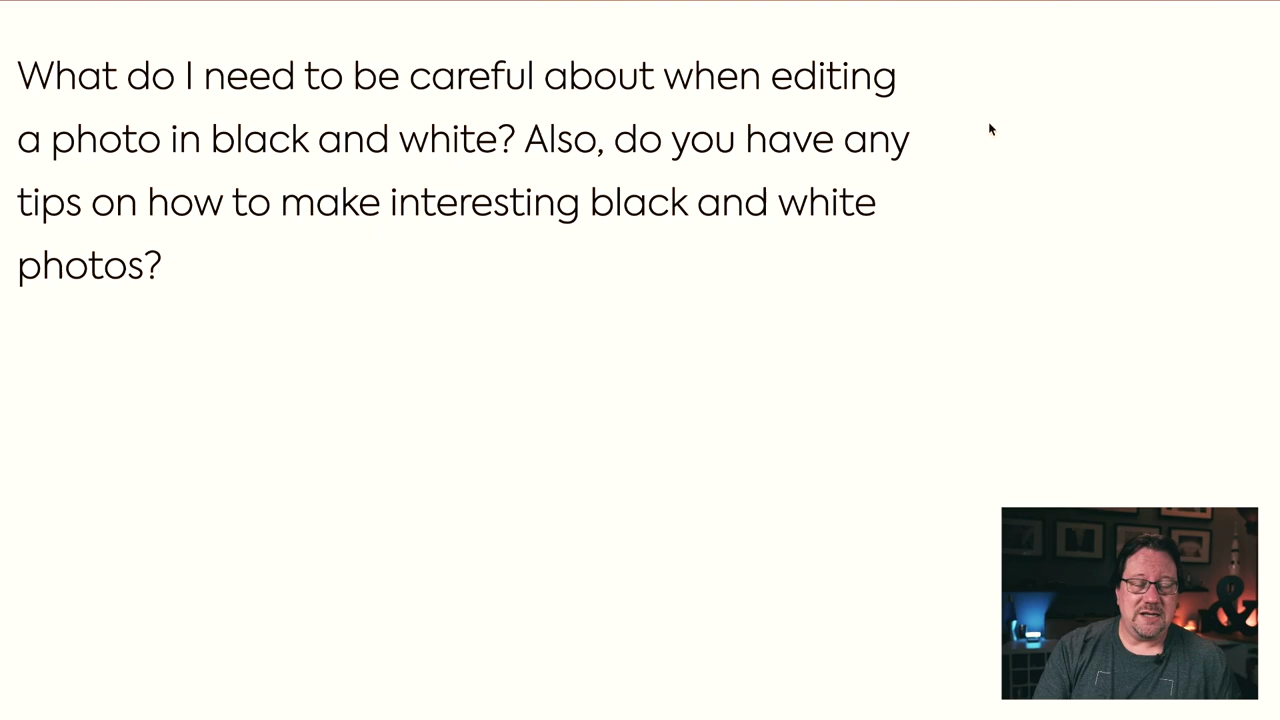 What do I need to be careful about when editing
a photo in black and white? Also, do you have any
tips on how to make interesting black and white
photos?